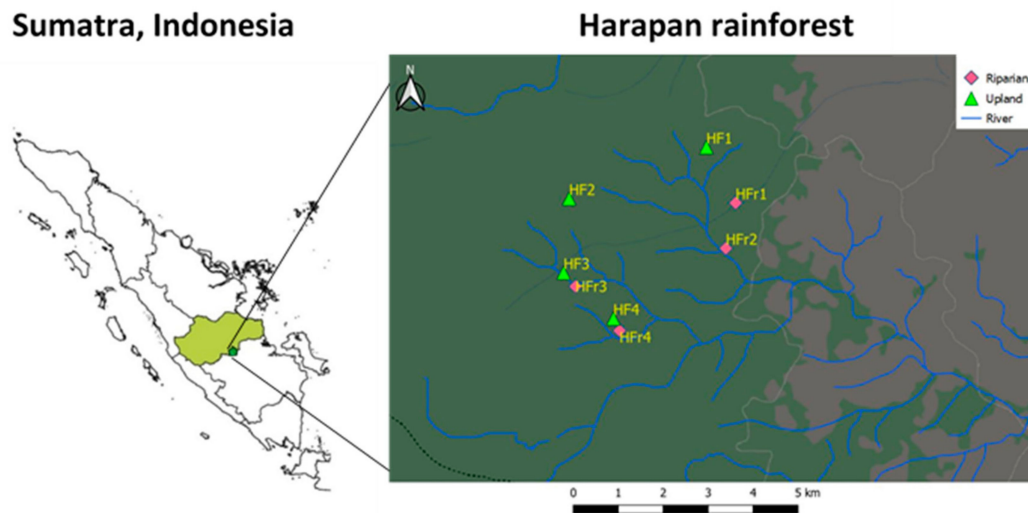 Sumatra, Indonesia
Harapan rainforest
N
Riparian
Upland
River
HF1
HF2
HFr1
HFr2
HF3
HFr3
HF4
HFr4
0 1 2 3 4 5 km